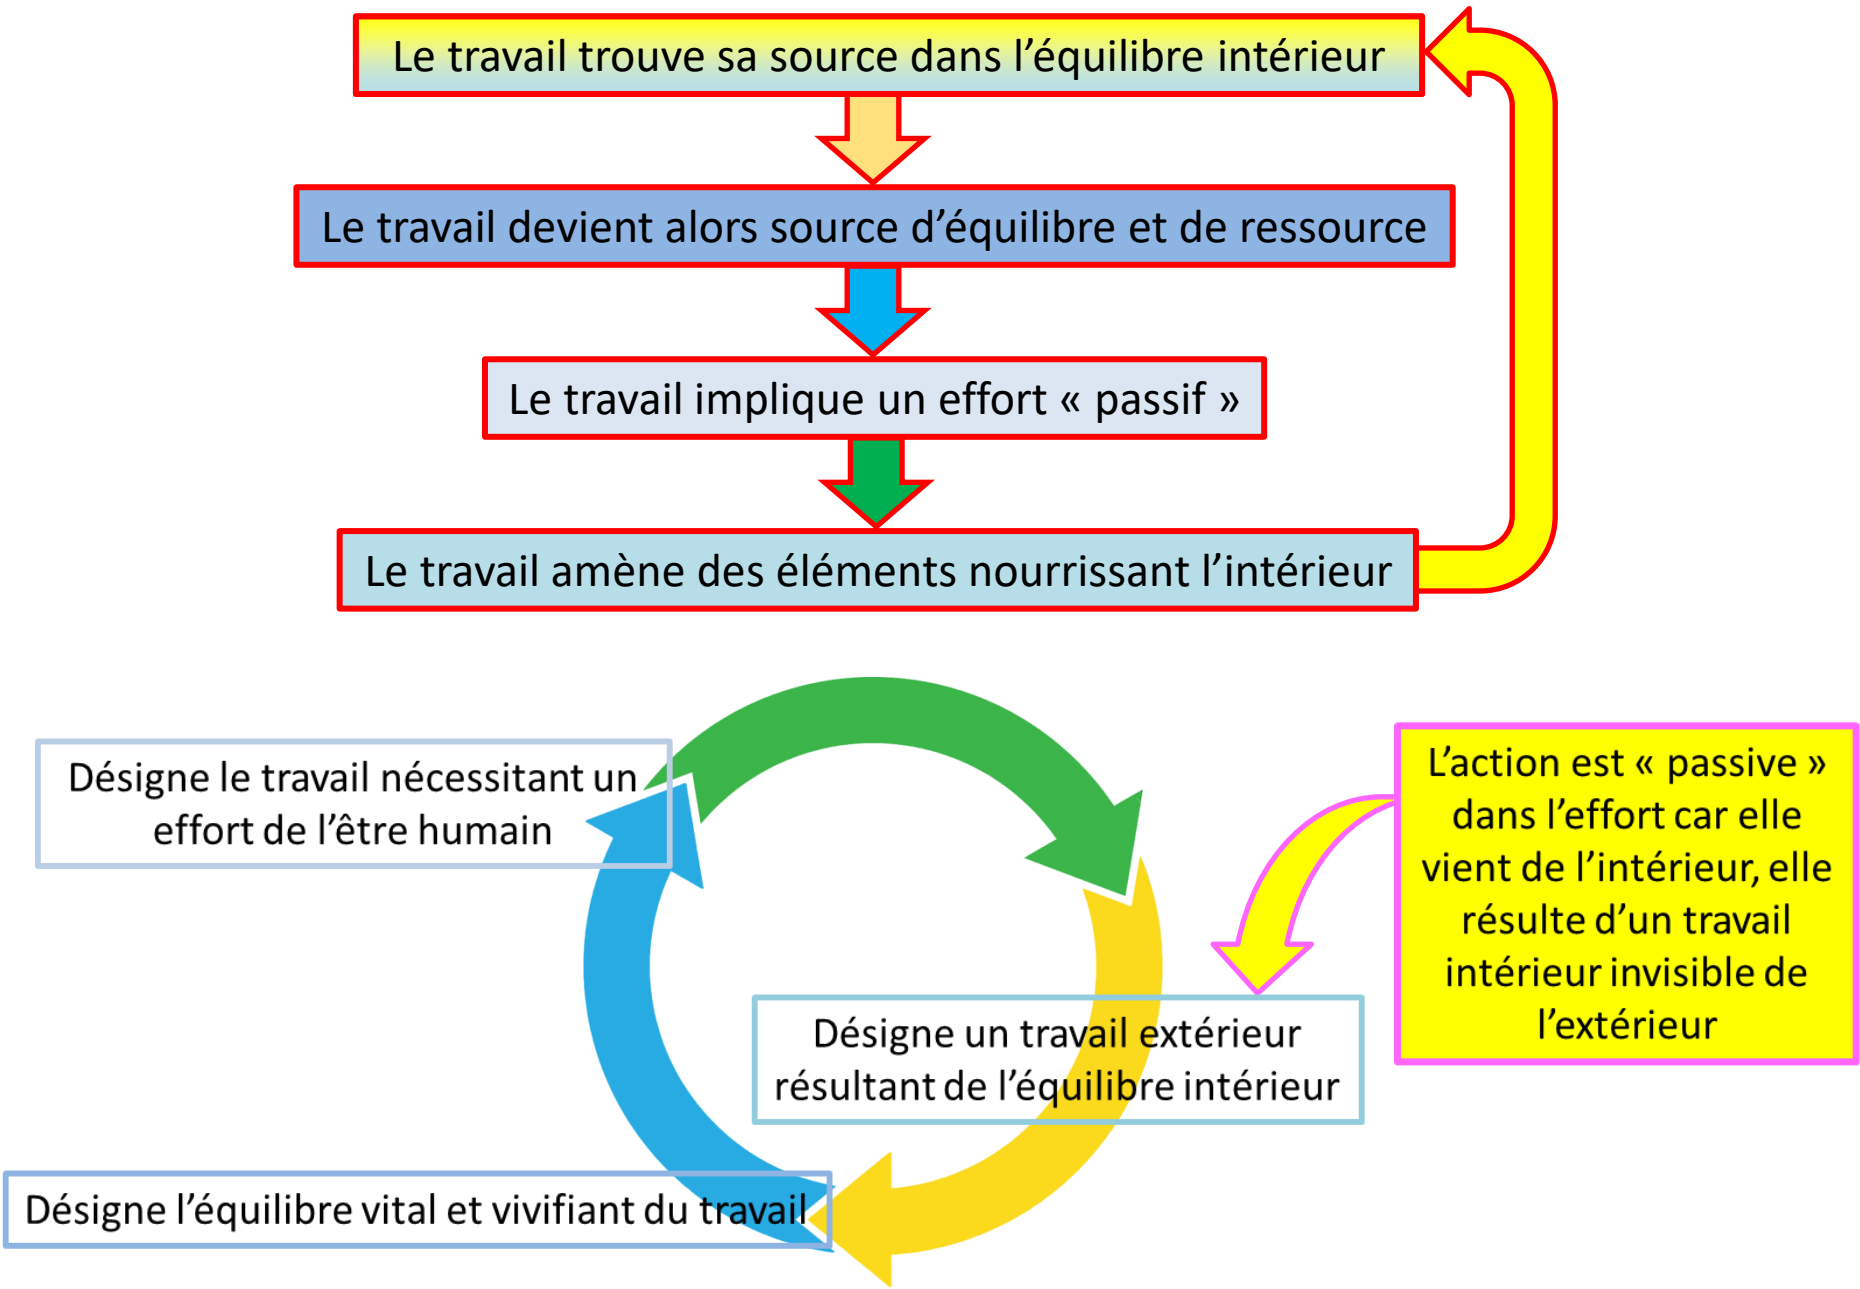 Le travail trouve sa source dans l’équilibre intérieur
Le travail devient alors source d’équilibre et de ressource
Le travail implique un effort « passif »
Le travail amène des éléments nourrissant l’intérieur
Désigne le travail nécessitant un
effort de l’être humain
L’action est « passive »
dans l’effort car elle
vient de l’intérieur, elle
résulte d’un travail
intérieur invisible de
l’extérieur
Désigne un travail extérieur
résultant de l’équilibre intérieur
Désigne l’équilibre vital et vivifiant du travail